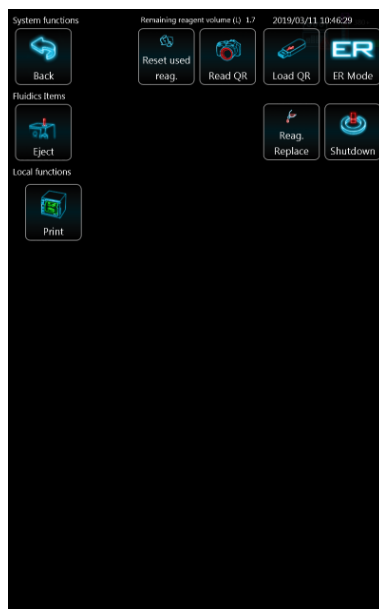 System functions
Remaining reagent volume (L) 1.7
2019/03/11 10:46:29
Back
Reset used
reag.
Read QR
Load QR
ER
ER Mode
Fluidics Items
Eject
Reag.
Replace
Shutdown
Local functions
Print